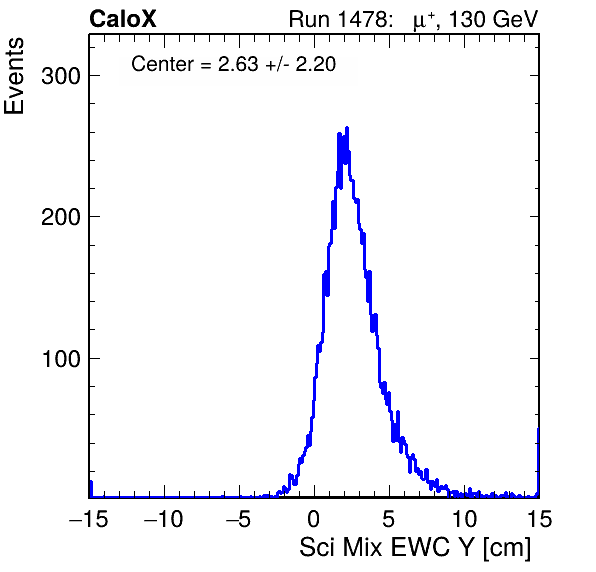 CaloX Run 1478: μ⁺, 130 GeV
Center = 2.63 +/- 2.20
Events
300
200
100
−15 −10 −5 0 5 10 15
Sci Mix EWC Y [cm]